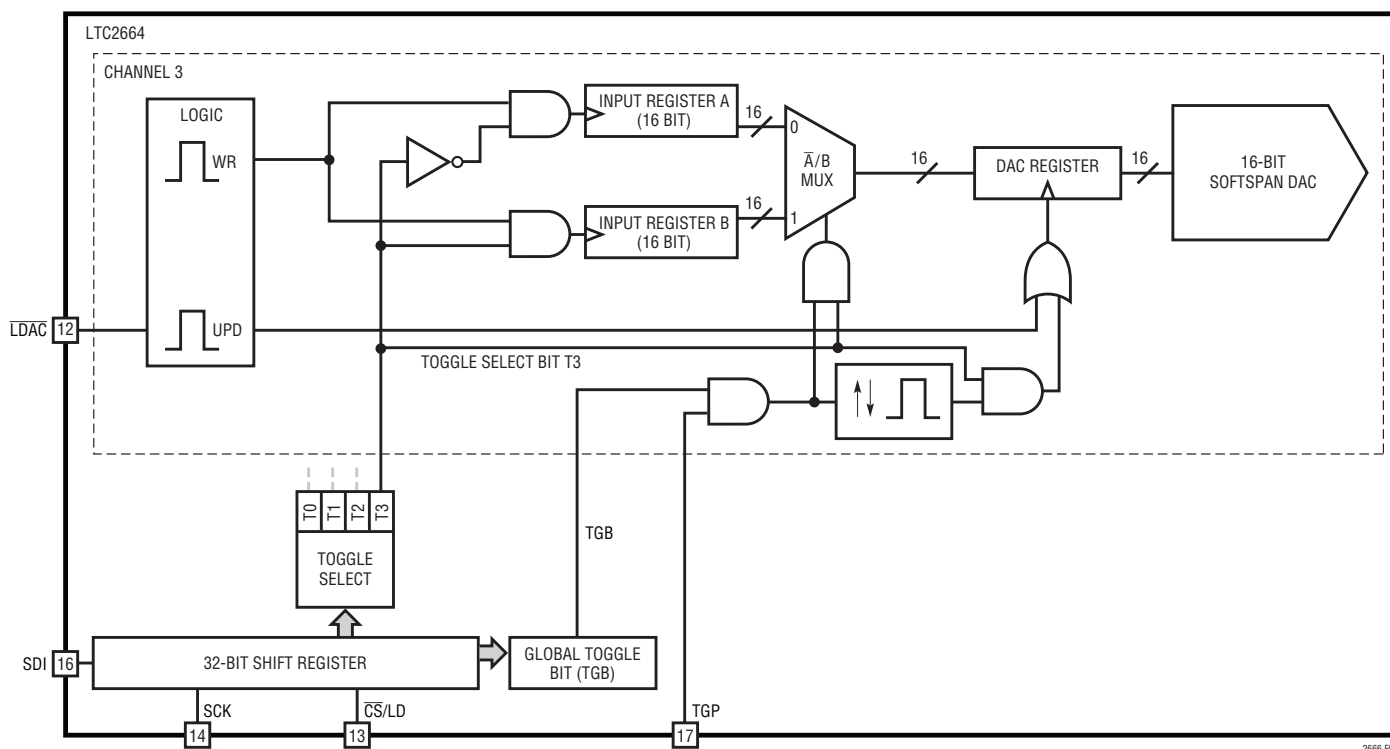 LTC2664
CHANNEL 3
LOGIC
WR
UPD
INPUT REGISTER A
(16 BIT)
INPUT REGISTER B
(16 BIT)
16
16
0
A̅/B
MUX
1
16
DAC REGISTER
16
16-BIT
SOFTSPAN DAC
L̅D̅A̅C̅ 12
TOGGLE SELECT BIT T3
T0 T1 T2 T3
TOGGLE
SELECT
TGB
SDI 16
32-BIT SHIFT REGISTER
GLOBAL TOGGLE
BIT (TGB)
SCK
C̅S̅/LD
TGP
14
13
17